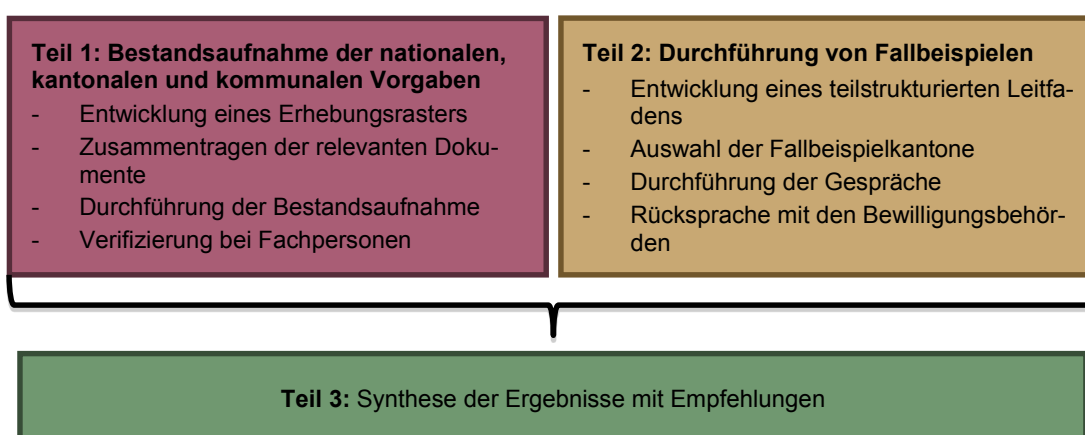 Teil 1: Bestandsaufnahme der nationalen,
kantonalen und kommunalen Vorgaben
- Entwicklung eines Erhebungsrasters
- Zusammentragen der relevanten Doku-
mente
- Durchführung der Bestandsaufnahme
- Verifizierung bei Fachpersonen
Teil 2: Durchführung von Fallbeispielen
- Entwicklung eines teilstrukturierten Leitfa-
dens
- Auswahl der Fallbeispielkantone
- Durchführung der Gespräche
- Rücksprache mit den Bewilligungsbehör-
den
Teil 3: Synthese der Ergebnisse mit Empfehlungen